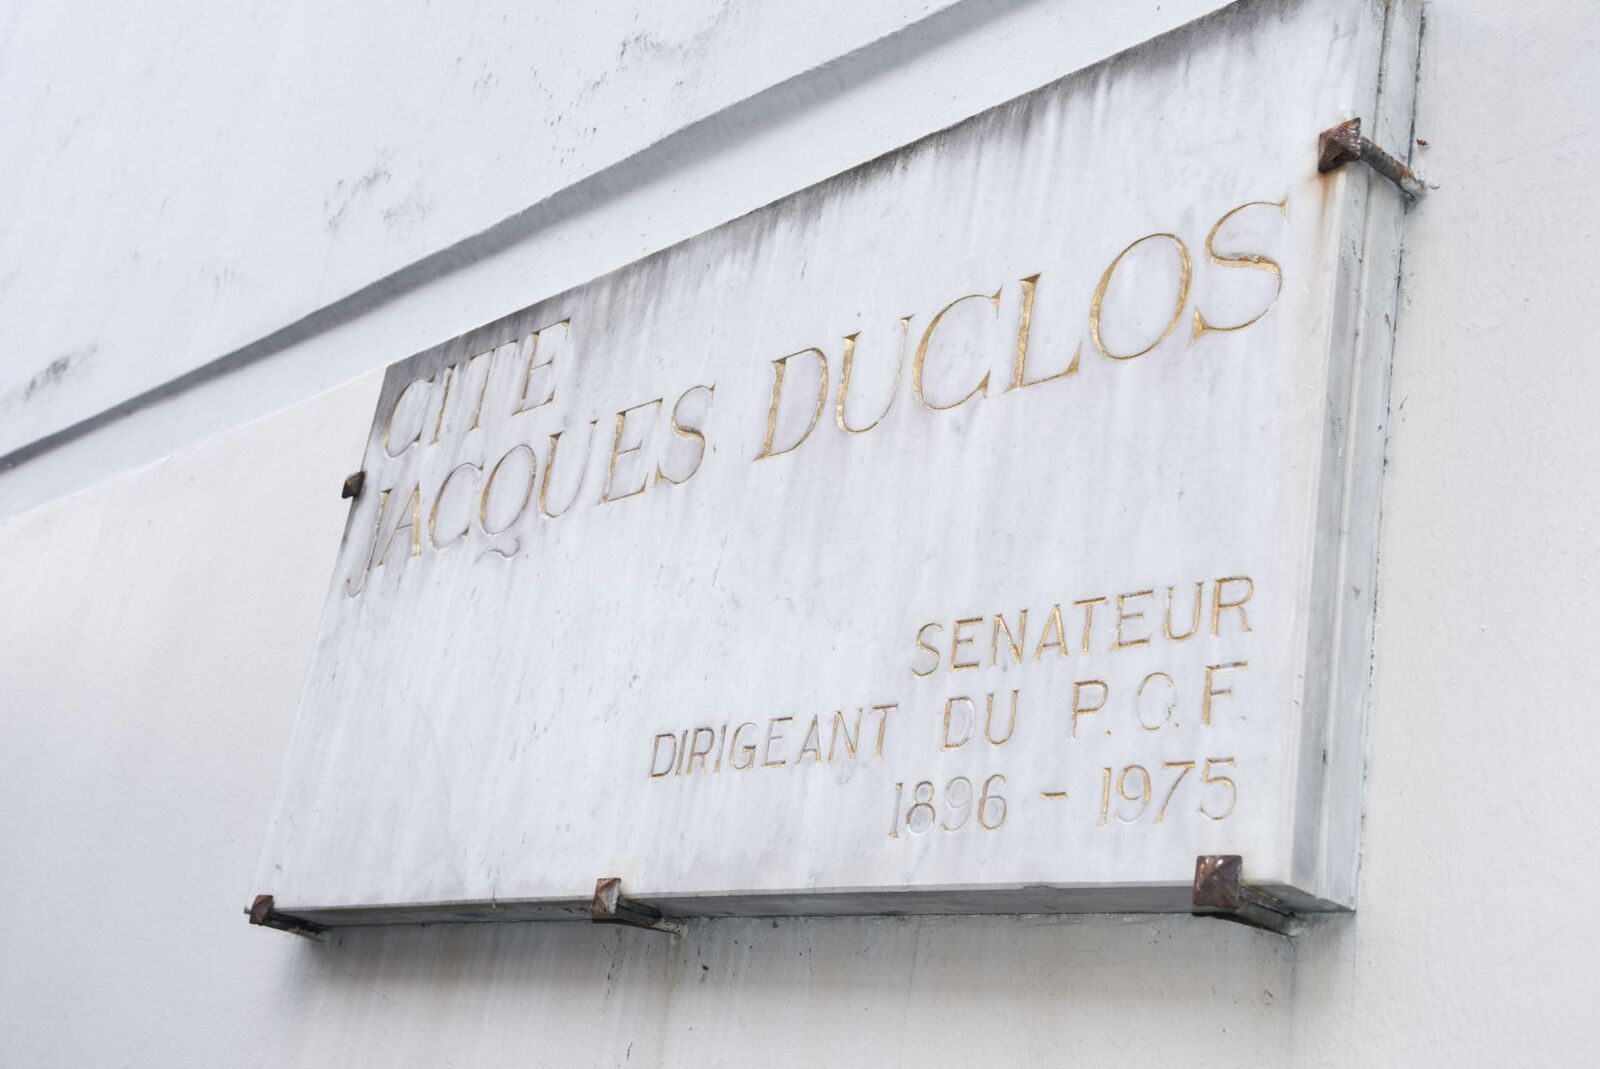 CITE
JACQUES DUCLOS
SENATEUR
DIRIGEANT DU P.C.F
1896 - 1975